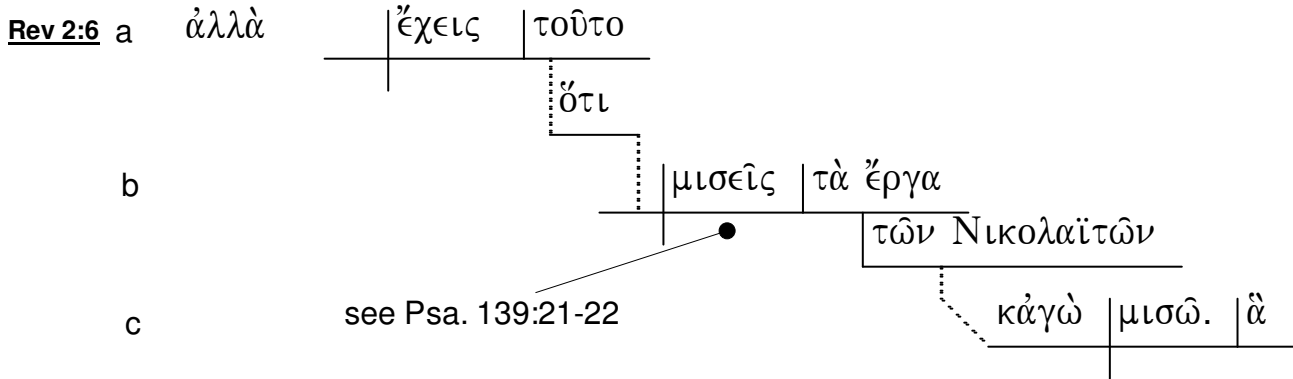 Rev 2:6 a ἀλλὰ ἔχεις τοῦτο
ὅτι
b μισεῖς τὰ ἔργα
τῶν Νικολαϊτῶν
see Psa. 139:21-22
c κἀγὼ μισῶ. ἃ